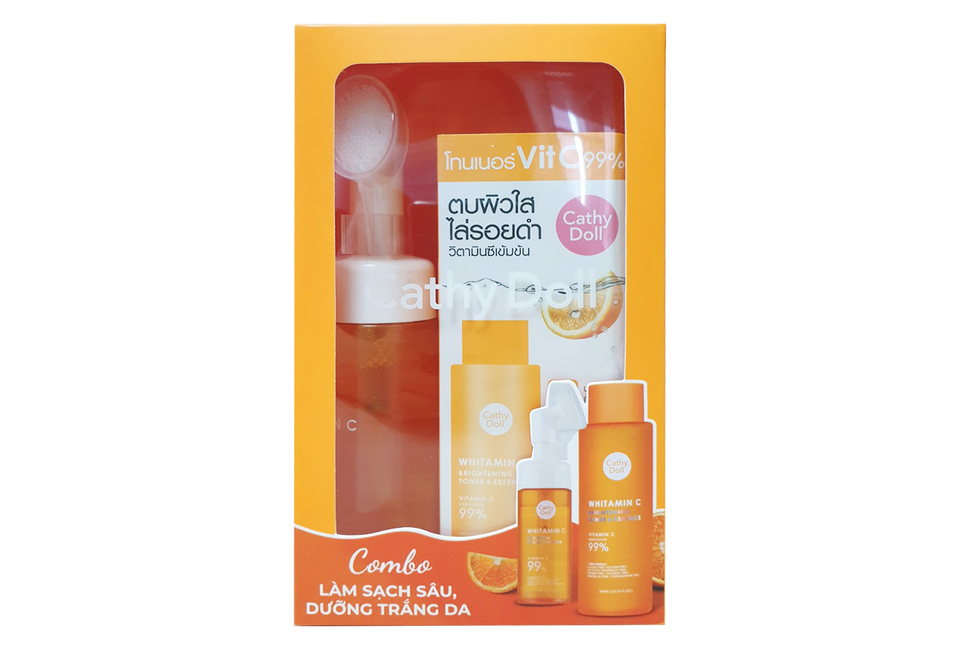 โทนเนอร์ Vit C 99%
ตบผิวใส
ไล่รอยดำ
วิตามินซีเข้มข้น
Cathy
Doll
Cathy Doll
Cathy
Doll
WHITAMIN
BRIGHTENING
TONER & ESSEN
VITAMIN C
99%
C
Cathy
Doll
WHITAMIN C
99%
Cathy
Doll
WHITAMIN C
VITAMIN C
99%
Combo
LÀM SẠCH SÂU,
DƯỠNG TRẮNG DA